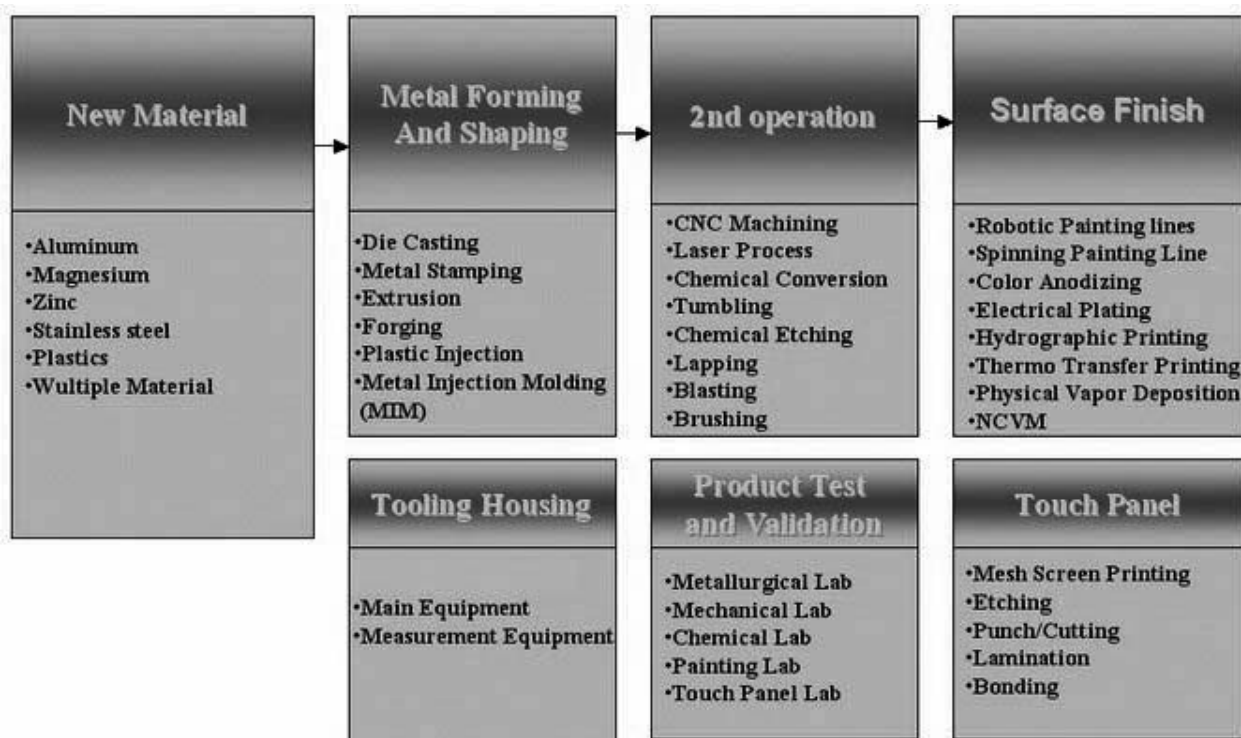 New Material
•Aluminum
•Magnesium
•Zinc
•Stainless steel
•Plastics
•Wultiple Material
Metal Forming
And Shaping
•Die Casting
•Metal Stamping
•Extrusion
•Forging
•Plastic Injection
•Metal Injection Molding
(MIM)
2nd operation
•CNC Machining
•Laser Process
•Chemical Conversion
•Tumbling
•Chemical Etching
•Lapping
•Blasting
•Brushing
Surface Finish
•Robotic Painting lines
•Spinning Painting Line
•Color Anodizing
•Electrical Plating
•Hydrographic Printing
•Thermo Transfer Printing
•Physical Vapor Deposition
•NCVM
Tooling Housing
•Main Equipment
•Measurement Equipment
Product Test
and Validation
•Metallurgical Lab
•Mechanical Lab
•Chemical Lab
•Painting Lab
•Touch Panel Lab
Touch Panel
•Mesh Screen Printing
•Etching
•Punch/Cutting
•Lamination
•Bonding